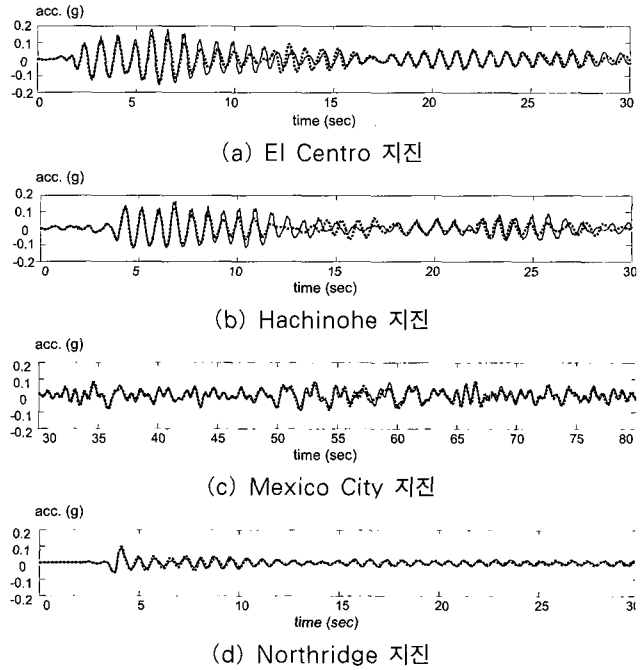 acc. (g)
0.2
0.1
0
-0.1
-0.2
0 5 10 15 20 25 30
time (sec)
(a) El Centro 지진
acc. (g)
0.2
0.1
0
-0.1
-0.2
0 5 10 15 20 25 30
time (sec)
(b) Hachinohe 지진
acc. (g)
0.2
0.1
0
-0.1
-0.2
30 35 40 45 50 55 60 65 70 75 80
time (sec)
(c) Mexico City 지진
acc. (g)
0.2
0.1
0
-0.1
-0.2
0 5 10 15 20 25 30
time (sec)
(d) Northridge 지진